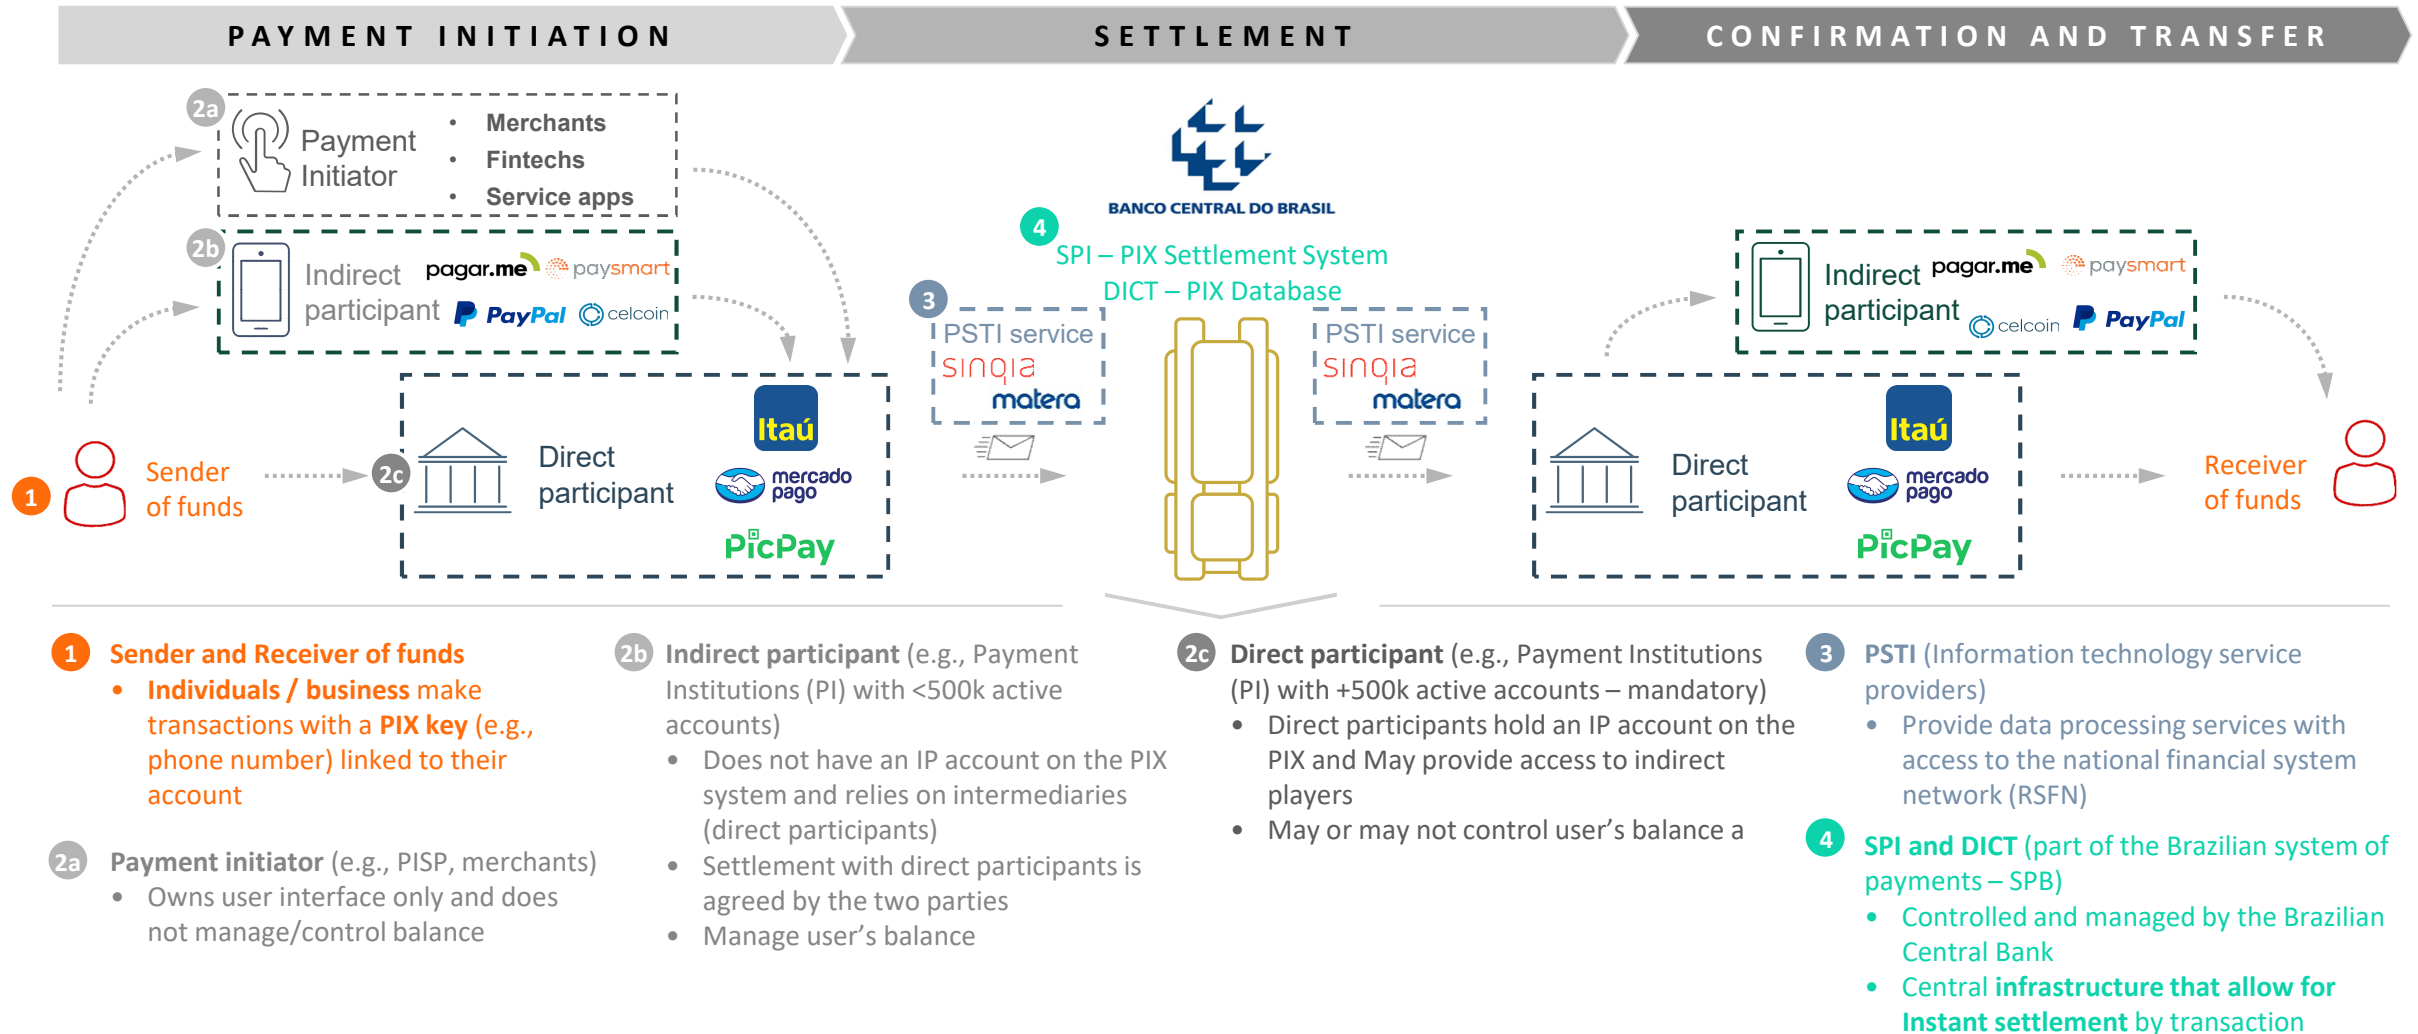 PAYMENT INITIATION
SETTLEMENT
CONFIRMATION AND TRANSFER
2a
Payment
Initiator
• Merchants
• Fintechs
• Service apps
2b
Indirect
participant
pagar.me
paysmart
PayPal
celcoin
1
Sender
of funds
2c
Direct
participant
Itaú
mercado
pago
PicPay
BANCO CENTRAL DO BRASIL
4
SPI – PIX Settlement System
DICT – PIX Database
3
PSTI service
sinqia
matera
PSTI service
sinqia
matera
Indirect
participant
pagar.me
paysmart
celcoin
PayPal
Direct
participant
Itaú
mercado
pago
PicPay
Receiver
of funds
1 Sender and Receiver of funds
• Individuals / business make
transactions with a PIX key (e.g.,
phone number) linked to their
account
2a Payment initiator (e.g., PISP, merchants)
• Owns user interface only and does
not manage/control balance
2b Indirect participant (e.g., Payment
Institutions (PI) with <500k active
accounts)
• Does not have an IP account on the PIX
system and relies on intermediaries
(direct participants)
• Settlement with direct participants is
agreed by the two parties
• Manage user's balance
2c Direct participant (e.g., Payment Institutions
(PI) with +500k active accounts – mandatory)
• Direct participants hold an IP account on the
PIX and May provide access to indirect
players
• May or may not control user's balance a
3 PSTI (Information technology service
providers)
• Provide data processing services with
access to the national financial system
network (RSFN)
4 SPI and DICT (part of the Brazilian system of
payments – SPB)
• Controlled and managed by the Brazilian
Central Bank
• Central infrastructure that allow for
Instant settlement by transaction